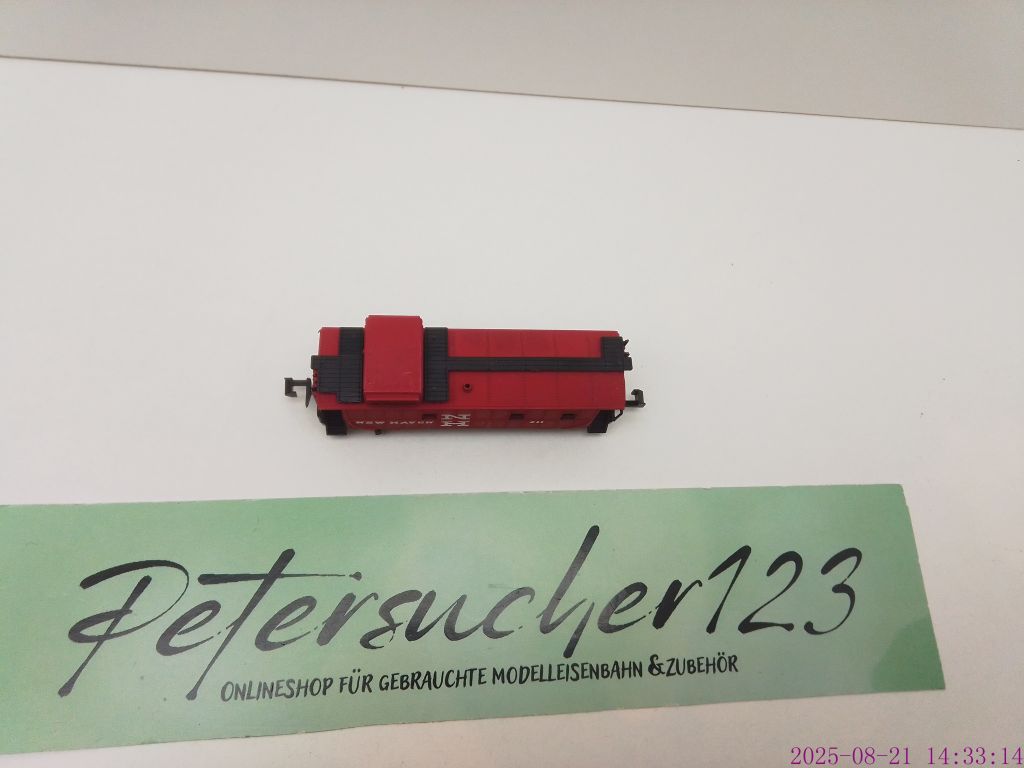 NEW HAVEN
NH
Petersucher123
ONLINESHOP FÜR GEBRAUCHTE MODELLEISENBAHN & ZUBEHÖR
2025-08-21 14:33:14